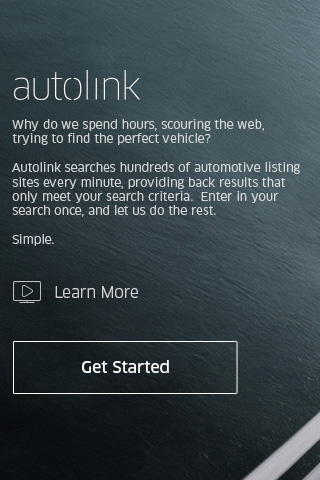 autolink
Why do we spend hours, scouring the web,
trying to find the perfect vehicle?
Autolink searches hundreds of automotive listing
sites every minute, providing back results that
only meet your search criteria. Enter in your
search once, and let us do the rest.
Simple.
Learn More
Get Started